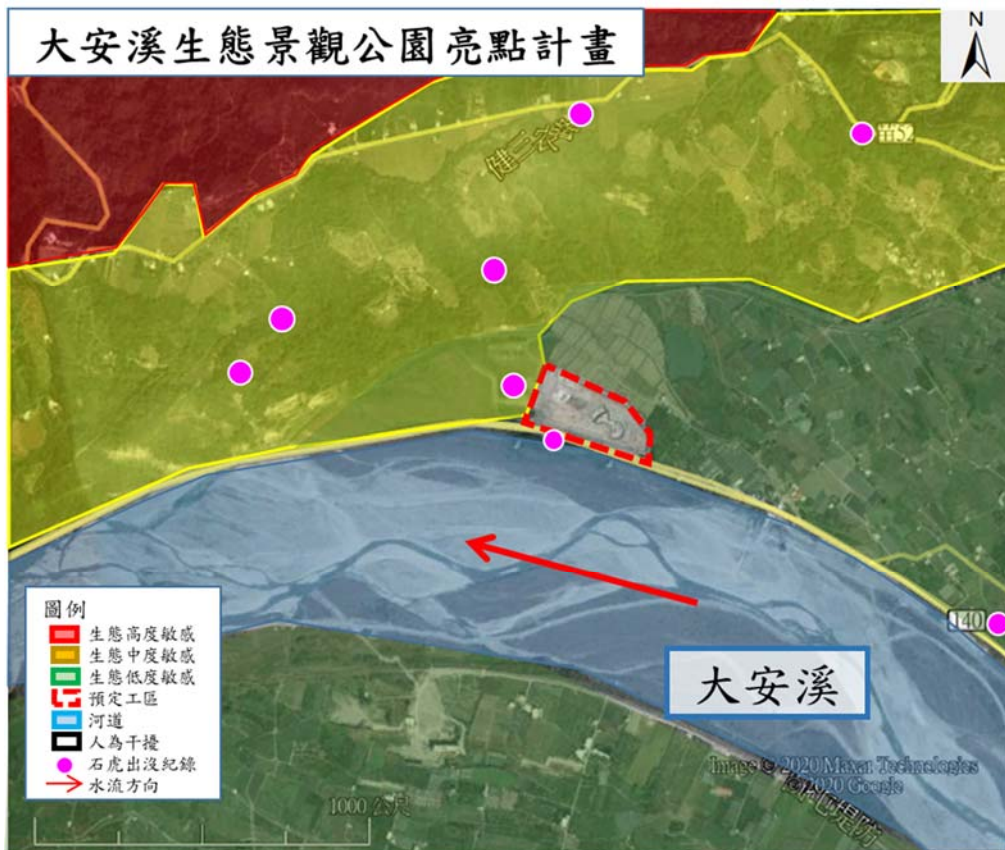 大安溪生態景觀公園亮點計畫
N
苗52
140
大安溪
圖例
生態高度敏感
生態中度敏感
生態低度敏感
預定工區
河道
人為干擾
石虎出沒紀錄
水流方向
1000 公尺
Image © 2020 Maxar Technologies
2020 Google
堤防